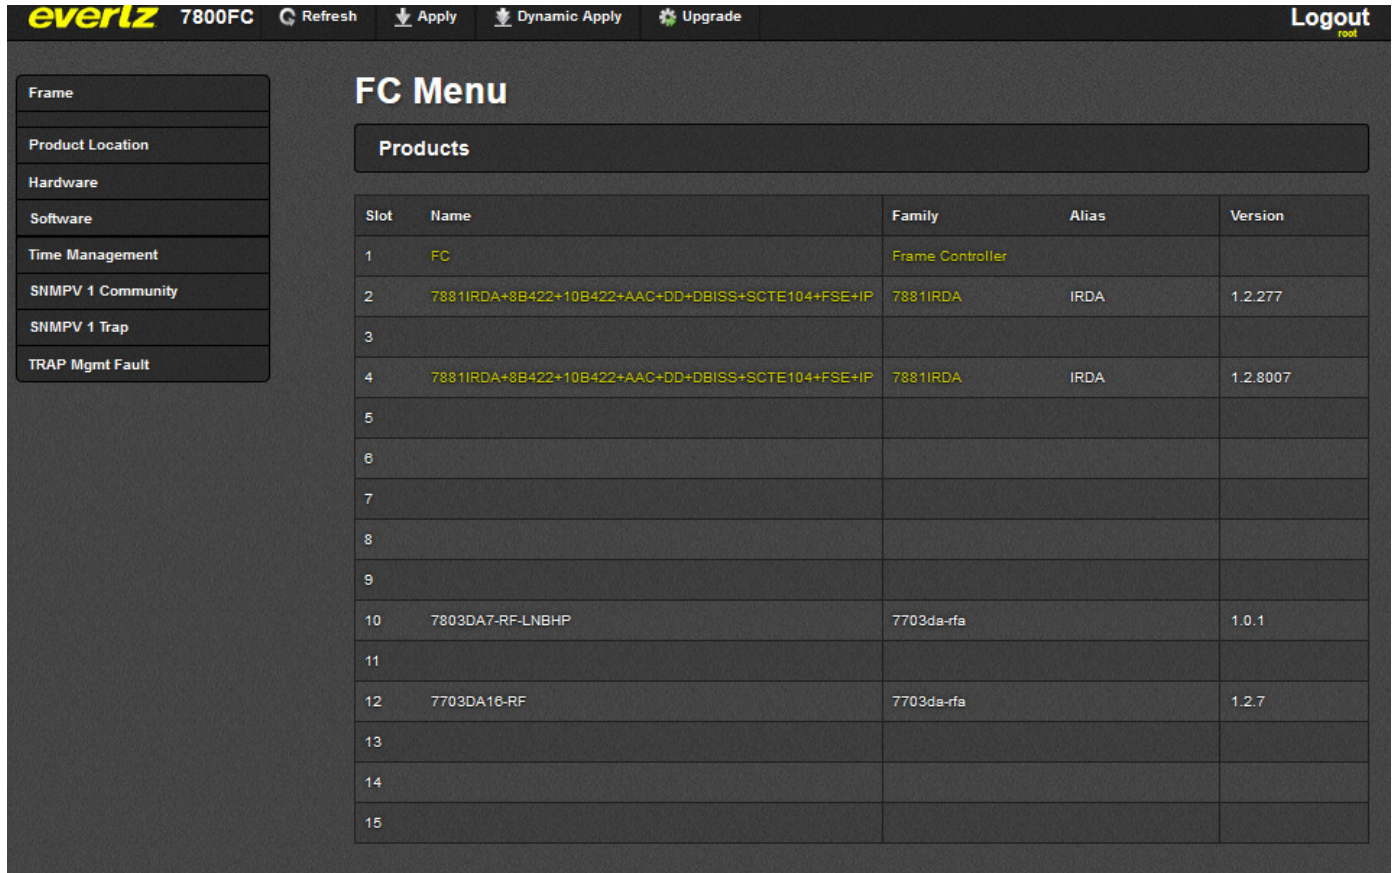 evertz 7800FC Refresh Apply Dynamic Apply Upgrade Logout
root
Frame
Product Location
Hardware
Software
Time Management
SNMPV 1 Community
SNMPV 1 Trap
TRAP Mgmt Fault
FC Menu
Products
Slot Name Family Alias Version
1 FC Frame Controller
2 7881IRDA+8B422+10B422+AAC+DD+DBISS+SCTE104+FSE+IP 7881IRDA IRDA 1.2.277
3
4 7881IRDA+8B422+10B422+AAC+DD+DBISS+SCTE104+FSE+IP 7881IRDA IRDA 1.2.8007
5
6
7
8
9
10 7803DA7-RF-LNBHP 7703da-rfa 1.0.1
11
12 7703DA16-RF 7703da-rfa 1.2.7
13
14
15